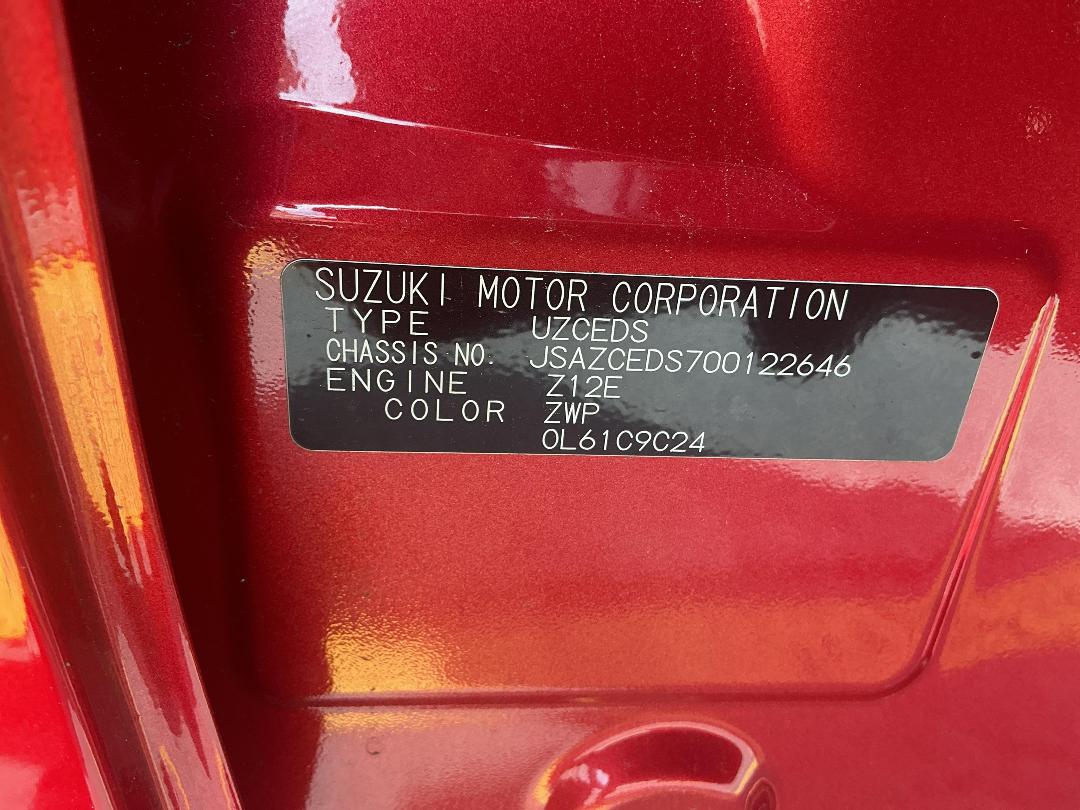 SUZUKI MOTOR CORPORATION
TYPE UZCEDS
CHASSIS NO. JSAZCEDS700122646
ENGINE Z12E
COLOR ZWP
0L61C9C24